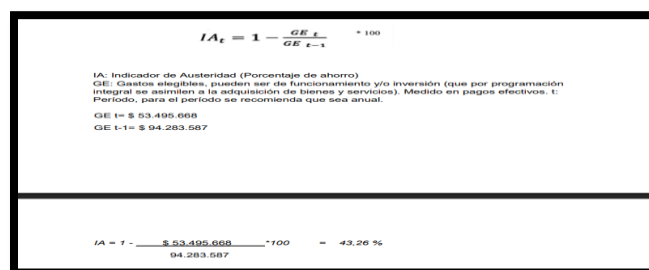 IAₜ = 1 − GE ₜ / GE ₜ₋₁ * 100
IA: Indicador de Austeridad (Porcentaje de ahorro)
GE: Gastos elegibles, pueden ser de funcionamiento y/o inversión (que por programación
integral se asimilen a la adquisición de bienes y servicios). Medido en pagos efectivos. t:
Período, para el período se recomienda que sea anual.
GE t= $ 53.495.668
GE t-1= $ 94.283.587
IA = 1 - $ 53.495.668 *100 = 43,26 %
94.283.587